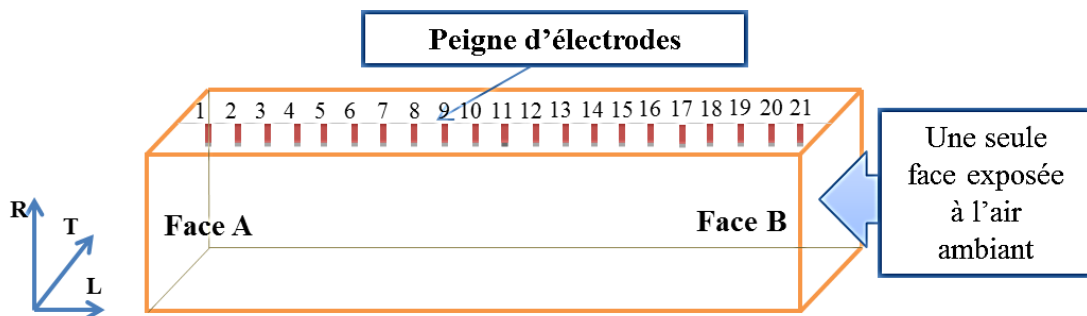 Peigne d’électrodes
1 2 3 4 5 6 7 8 9 10 11 12 13 14 15 16 17 18 19 20 21
Une seule
face exposée
à l’air
ambiant
Face A
Face B
R
T
L